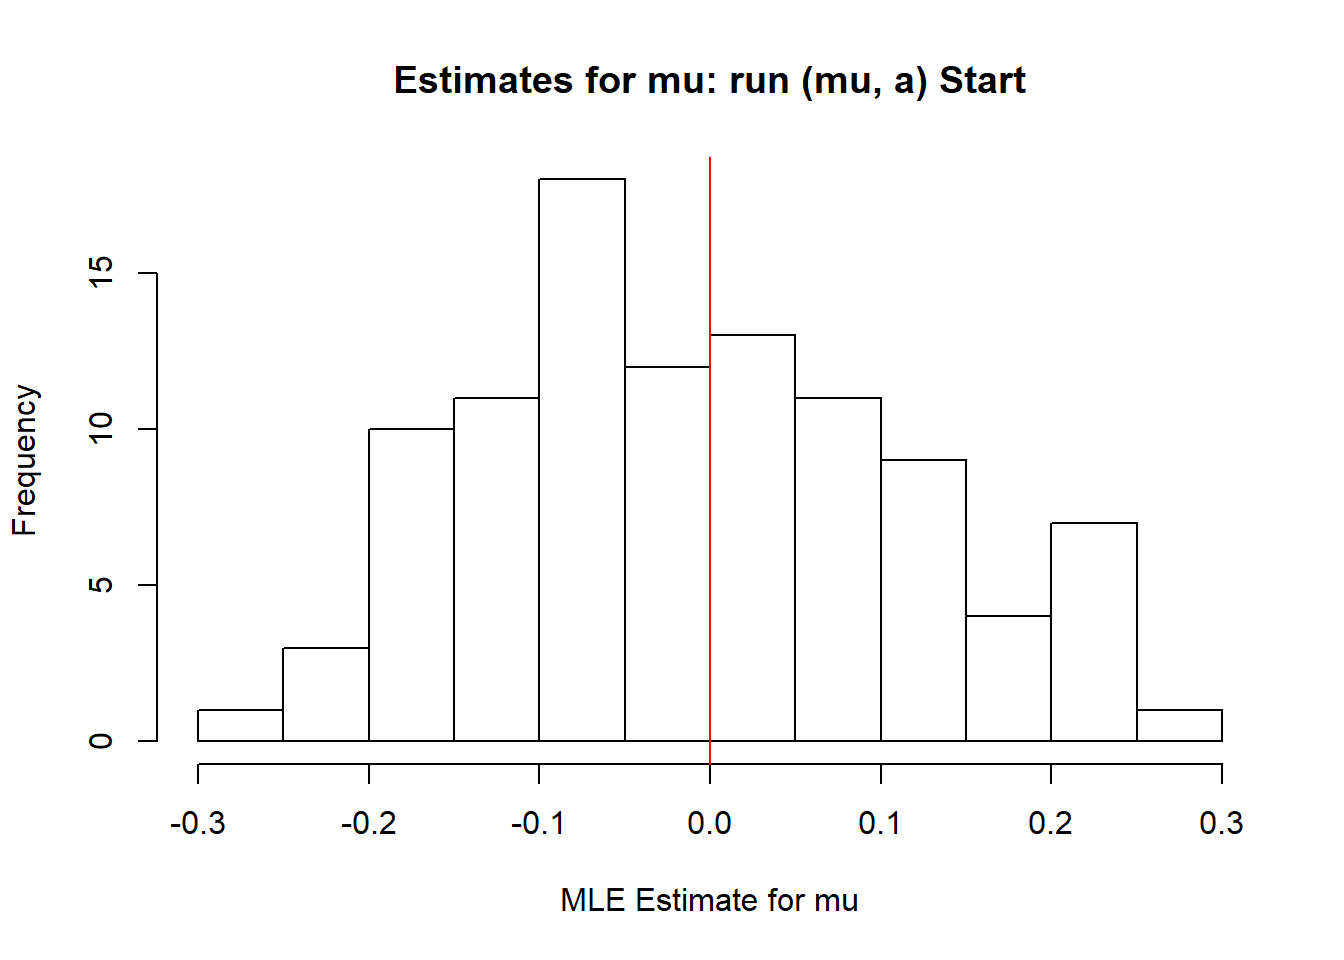 Estimates for mu: run (mu, a) Start
Frequency
15
10
5
0
-0.3 -0.2 -0.1 0.0 0.1 0.2 0.3
MLE Estimate for mu